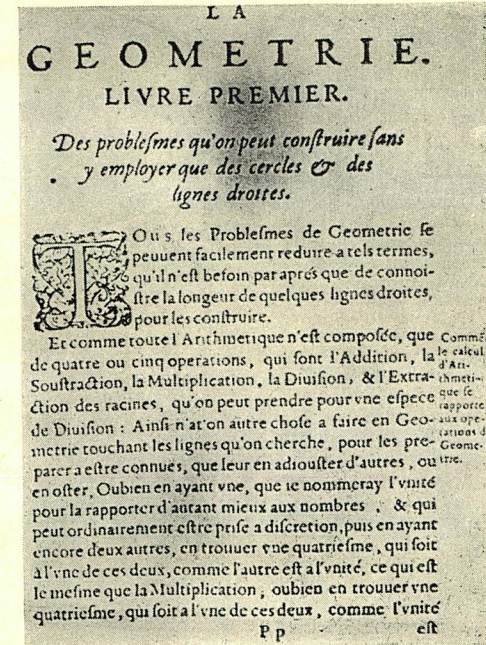 LA
GEOMETRIE.
LIVRE PREMIER.
Des problesmes qu'on peut construire sans
y employer que des cercles & des
lignes droites.
TOus les Problesmes de Geometrie se
peuuent facilement reduire a tels termes,
qu'il n'est besoin par aprés que de connoi-
stre la longeur de quelques lignes droites,
pour les construire.
Et comme toute l'Arithmetique n'est composée, que
de quatre ou cinq operations, qui sont l'Addition, la
Soustraction, la Multiplication, la Diuision, & l'Extra-
ction des racines, qu'on peut prendre pour vne espece
de Diuision : Ainsi n'at'on autre chose a faire en Geo-
metrie touchant les lignes qu'on cherche, pour les pre-
parer a estre connuës, que leur en adiouster d'autres, ou
en oster, Oubien en ayant vne, que ie nommeray l'vnité
pour la rapporter d'autant mieux aux nombres , & qui
peut ordinairement estre prise a discretion, puis en ayant
encore deux autres, en trouuer vne quatriesme, qui soit
à l'vne de ces deux, comme l'autre est a l'vnité, ce qui est
le mesme que la Multiplication ; oubien en trouuer vne
quatriesme, qui soit a l'vne de ces deux , comme l'vnité
P p
est
Commēt
le calcul
d'Ari-
thmeti-
que se
rapporte
aux ope-
rations de
Geome-
trie.